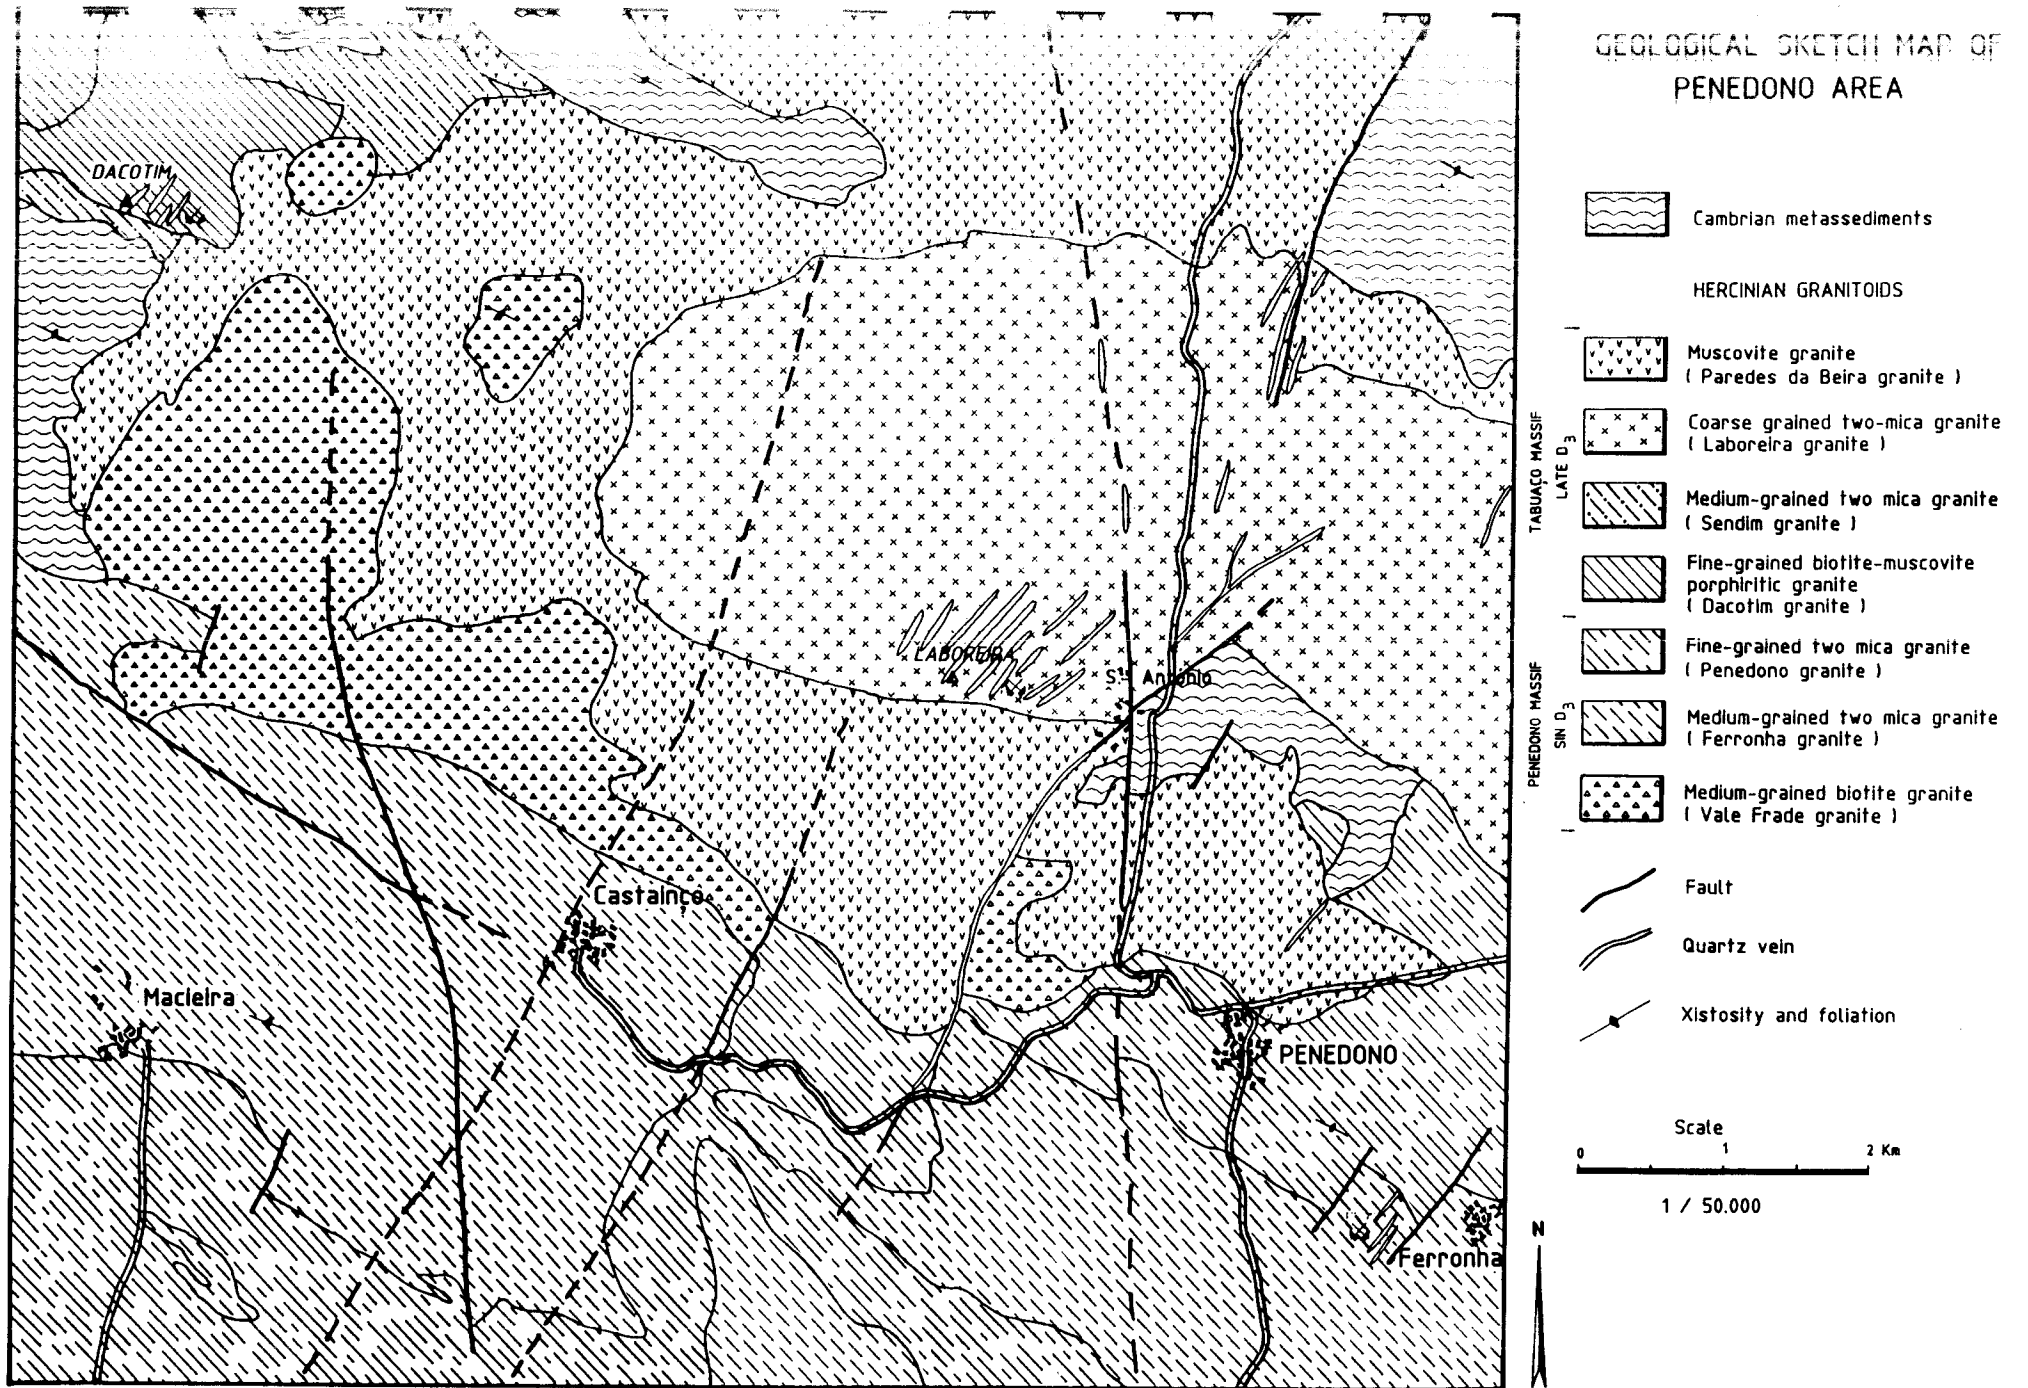 GEOLOGICAL SKETCH MAP OF
PENEDONO AREA
Cambrian metassediments
HERCINIAN GRANITOIDS
TABUAÇO MASSIF
LATE D3
Muscovite granite
( Paredes da Beira granite )
Coarse grained two-mica granite
( Laboreira granite )
Medium-grained two mica granite
( Sendim granite )
Fine-grained biotite-muscovite
porphiritic granite
( Dacotim granite )
PENEDONO MASSIF
SIN D3
Fine-grained two mica granite
( Penedono granite )
Medium-grained two mica granite
( Ferronha granite )
Medium-grained biotite granite
( Vale Frade granite )
Fault
Quartz vein
Xistosity and foliation
Scale
0 1 2 Km
1 / 50.000
N
DACOTIM
LABOREIRA
Sto António
Castainço
Macieira
PENEDONO
Ferronha